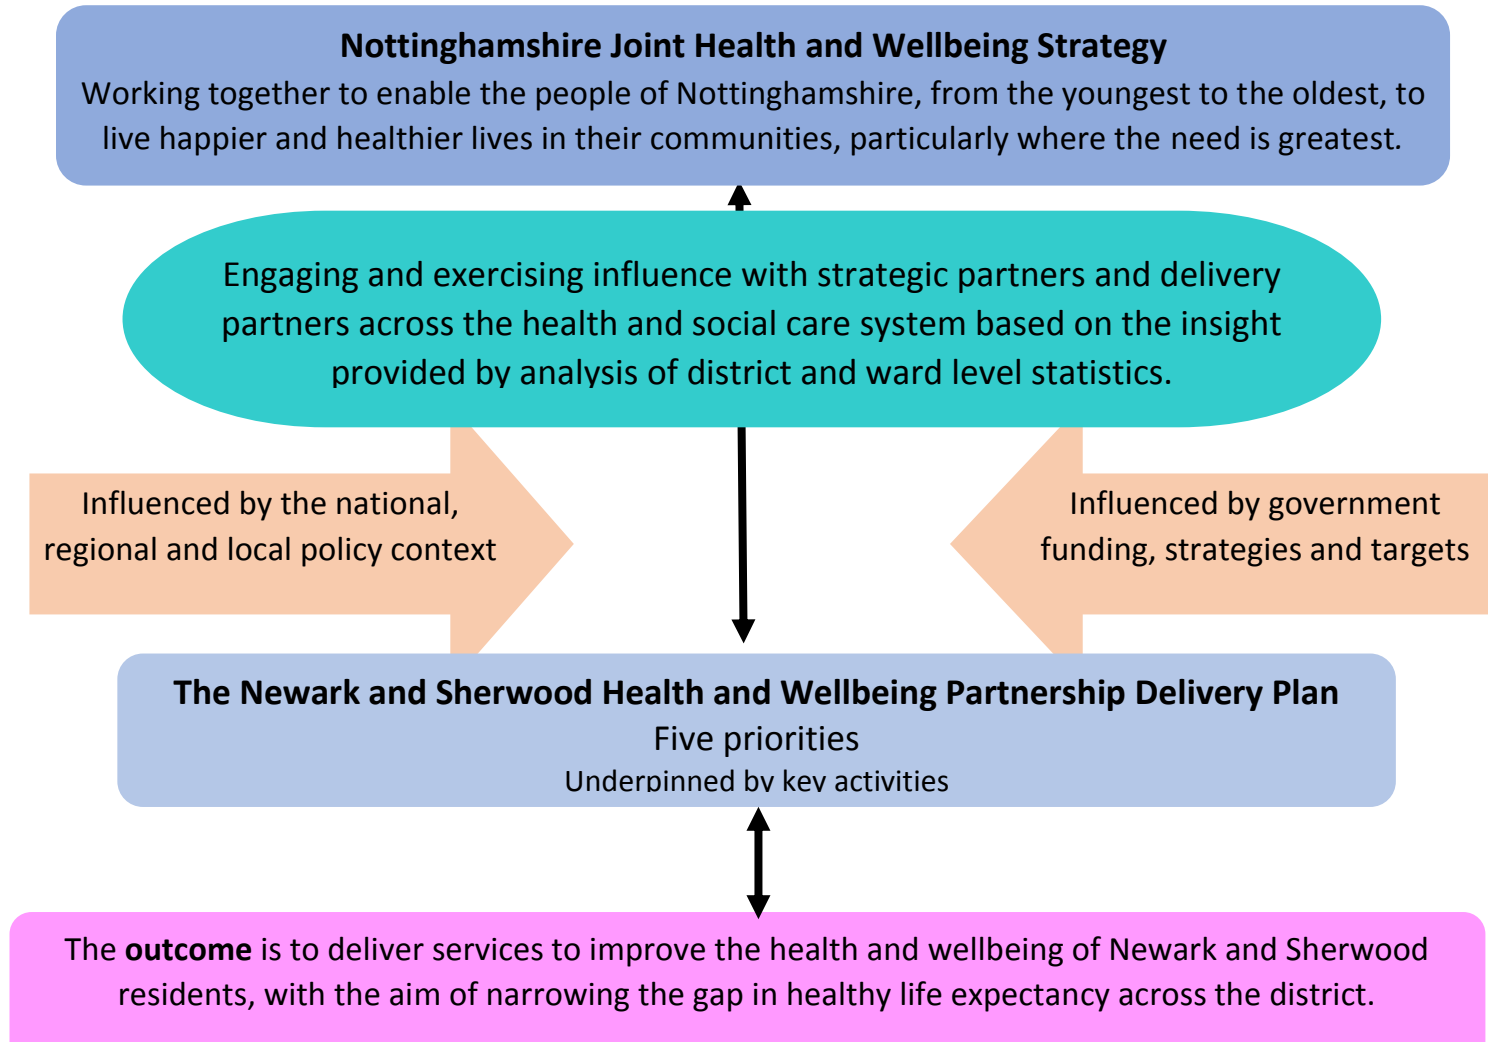 Nottinghamshire Joint Health and Wellbeing Strategy
Working together to enable the people of Nottinghamshire, from the youngest to the oldest, to
live happier and healthier lives in their communities, particularly where the need is greatest.
Engaging and exercising influence with strategic partners and delivery
partners across the health and social care system based on the insight
provided by analysis of district and ward level statistics.
Influenced by the national,
regional and local policy context
Influenced by government
funding, strategies and targets
The Newark and Sherwood Health and Wellbeing Partnership Delivery Plan
Five priorities
Underpinned by key activities
The outcome is to deliver services to improve the health and wellbeing of Newark and Sherwood
residents, with the aim of narrowing the gap in healthy life expectancy across the district.